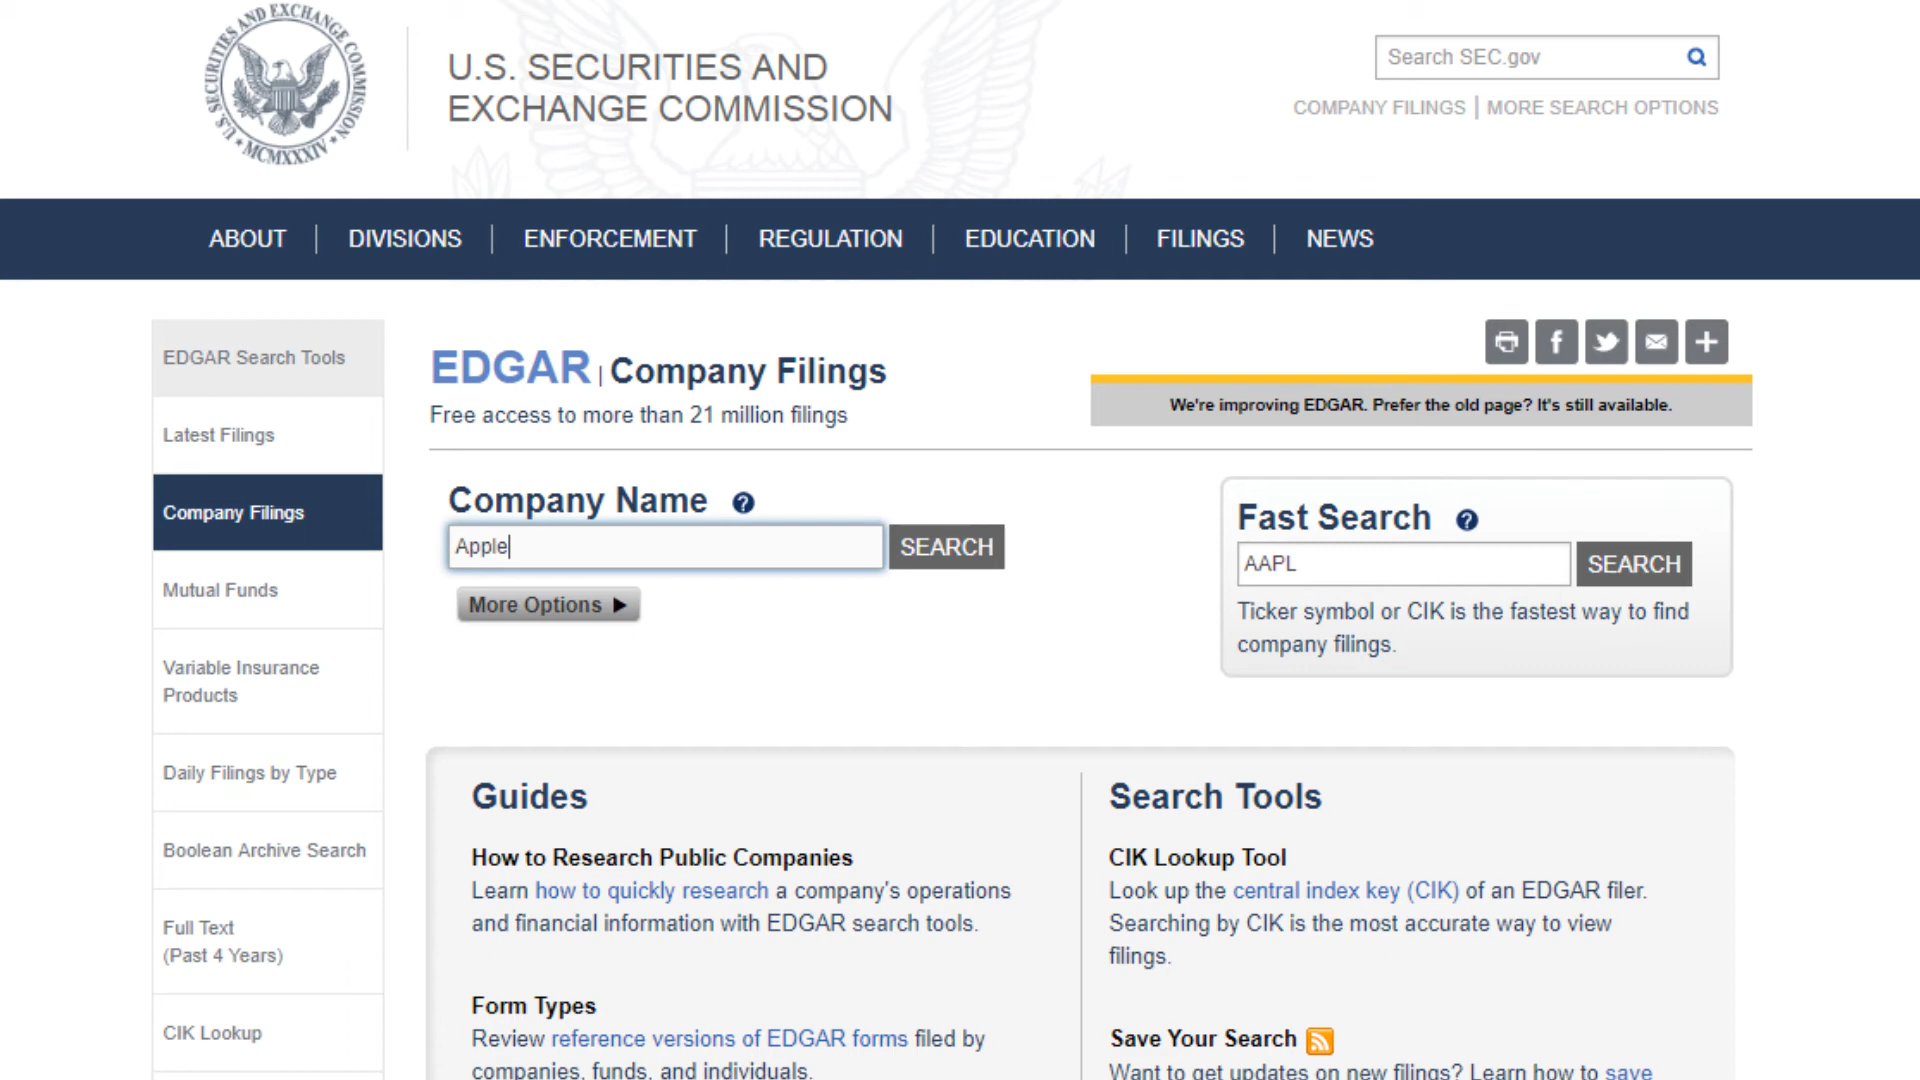 U.S. SECURITIES AND EXCHANGE COMMISSION
MCMXXXIV
U.S. SECURITIES AND
EXCHANGE COMMISSION
Search SEC.gov
COMPANY FILINGS | MORE SEARCH OPTIONS
ABOUT
DIVISIONS
ENFORCEMENT
REGULATION
EDUCATION
FILINGS
NEWS
EDGAR Search Tools
Latest Filings
Company Filings
Mutual Funds
Variable Insurance
Products
Daily Filings by Type
Boolean Archive Search
Full Text
(Past 4 Years)
CIK Lookup
EDGAR | Company Filings
Free access to more than 21 million filings
We're improving EDGAR. Prefer the old page? It's still available.
Company Name ?
Apple
SEARCH
More Options
Fast Search ?
AAPL
SEARCH
Ticker symbol or CIK is the fastest way to find
company filings.
Guides
How to Research Public Companies
Learn how to quickly research a company's operations
and financial information with EDGAR search tools.
Form Types
Review reference versions of EDGAR forms filed by
companies, funds, and individuals.
Search Tools
CIK Lookup Tool
Look up the central index key (CIK) of an EDGAR filer.
Searching by CIK is the most accurate way to view
filings.
Save Your Search
Want to get updates on new filings? Learn how to save